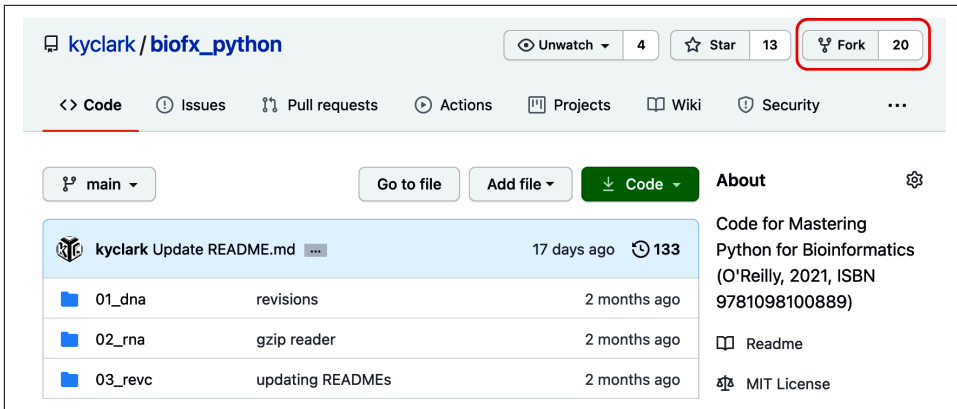 kyclark / biofx_python
Unwatch 4 Star 13 Fork 20
<> Code Issues Pull requests Actions Projects Wiki Security ...
main Go to file Add file Code About
Code for Mastering
Python for Bioinformatics
(O'Reilly, 2021, ISBN
9781098100889)
Readme
MIT License
kyclark Update README.md ... 17 days ago 133
01_dna revisions 2 months ago
02_rna gzip reader 2 months ago
03_revc updating READMEs 2 months ago